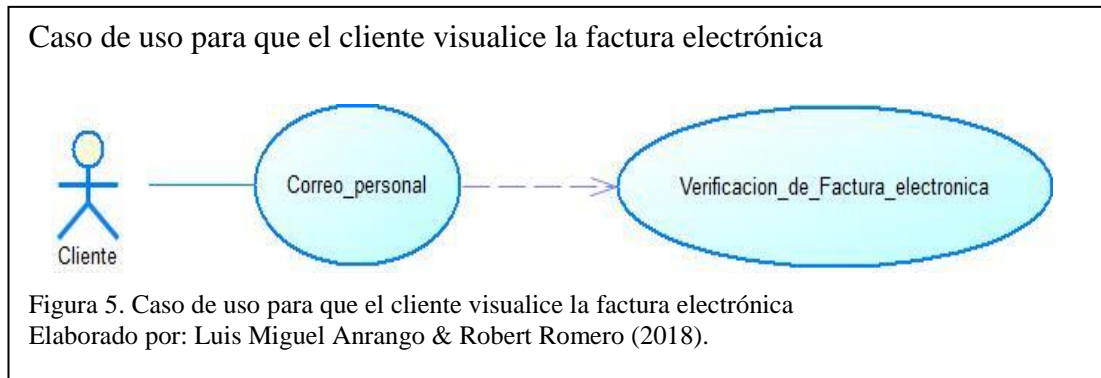 Caso de uso para que el cliente visualice la factura electrónica
Correo_personal
Verificacion_de_Factura_electronica
Cliente
Figura 5. Caso de uso para que el cliente visualice la factura electrónica
Elaborado por: Luis Miguel Anrango & Robert Romero (2018).